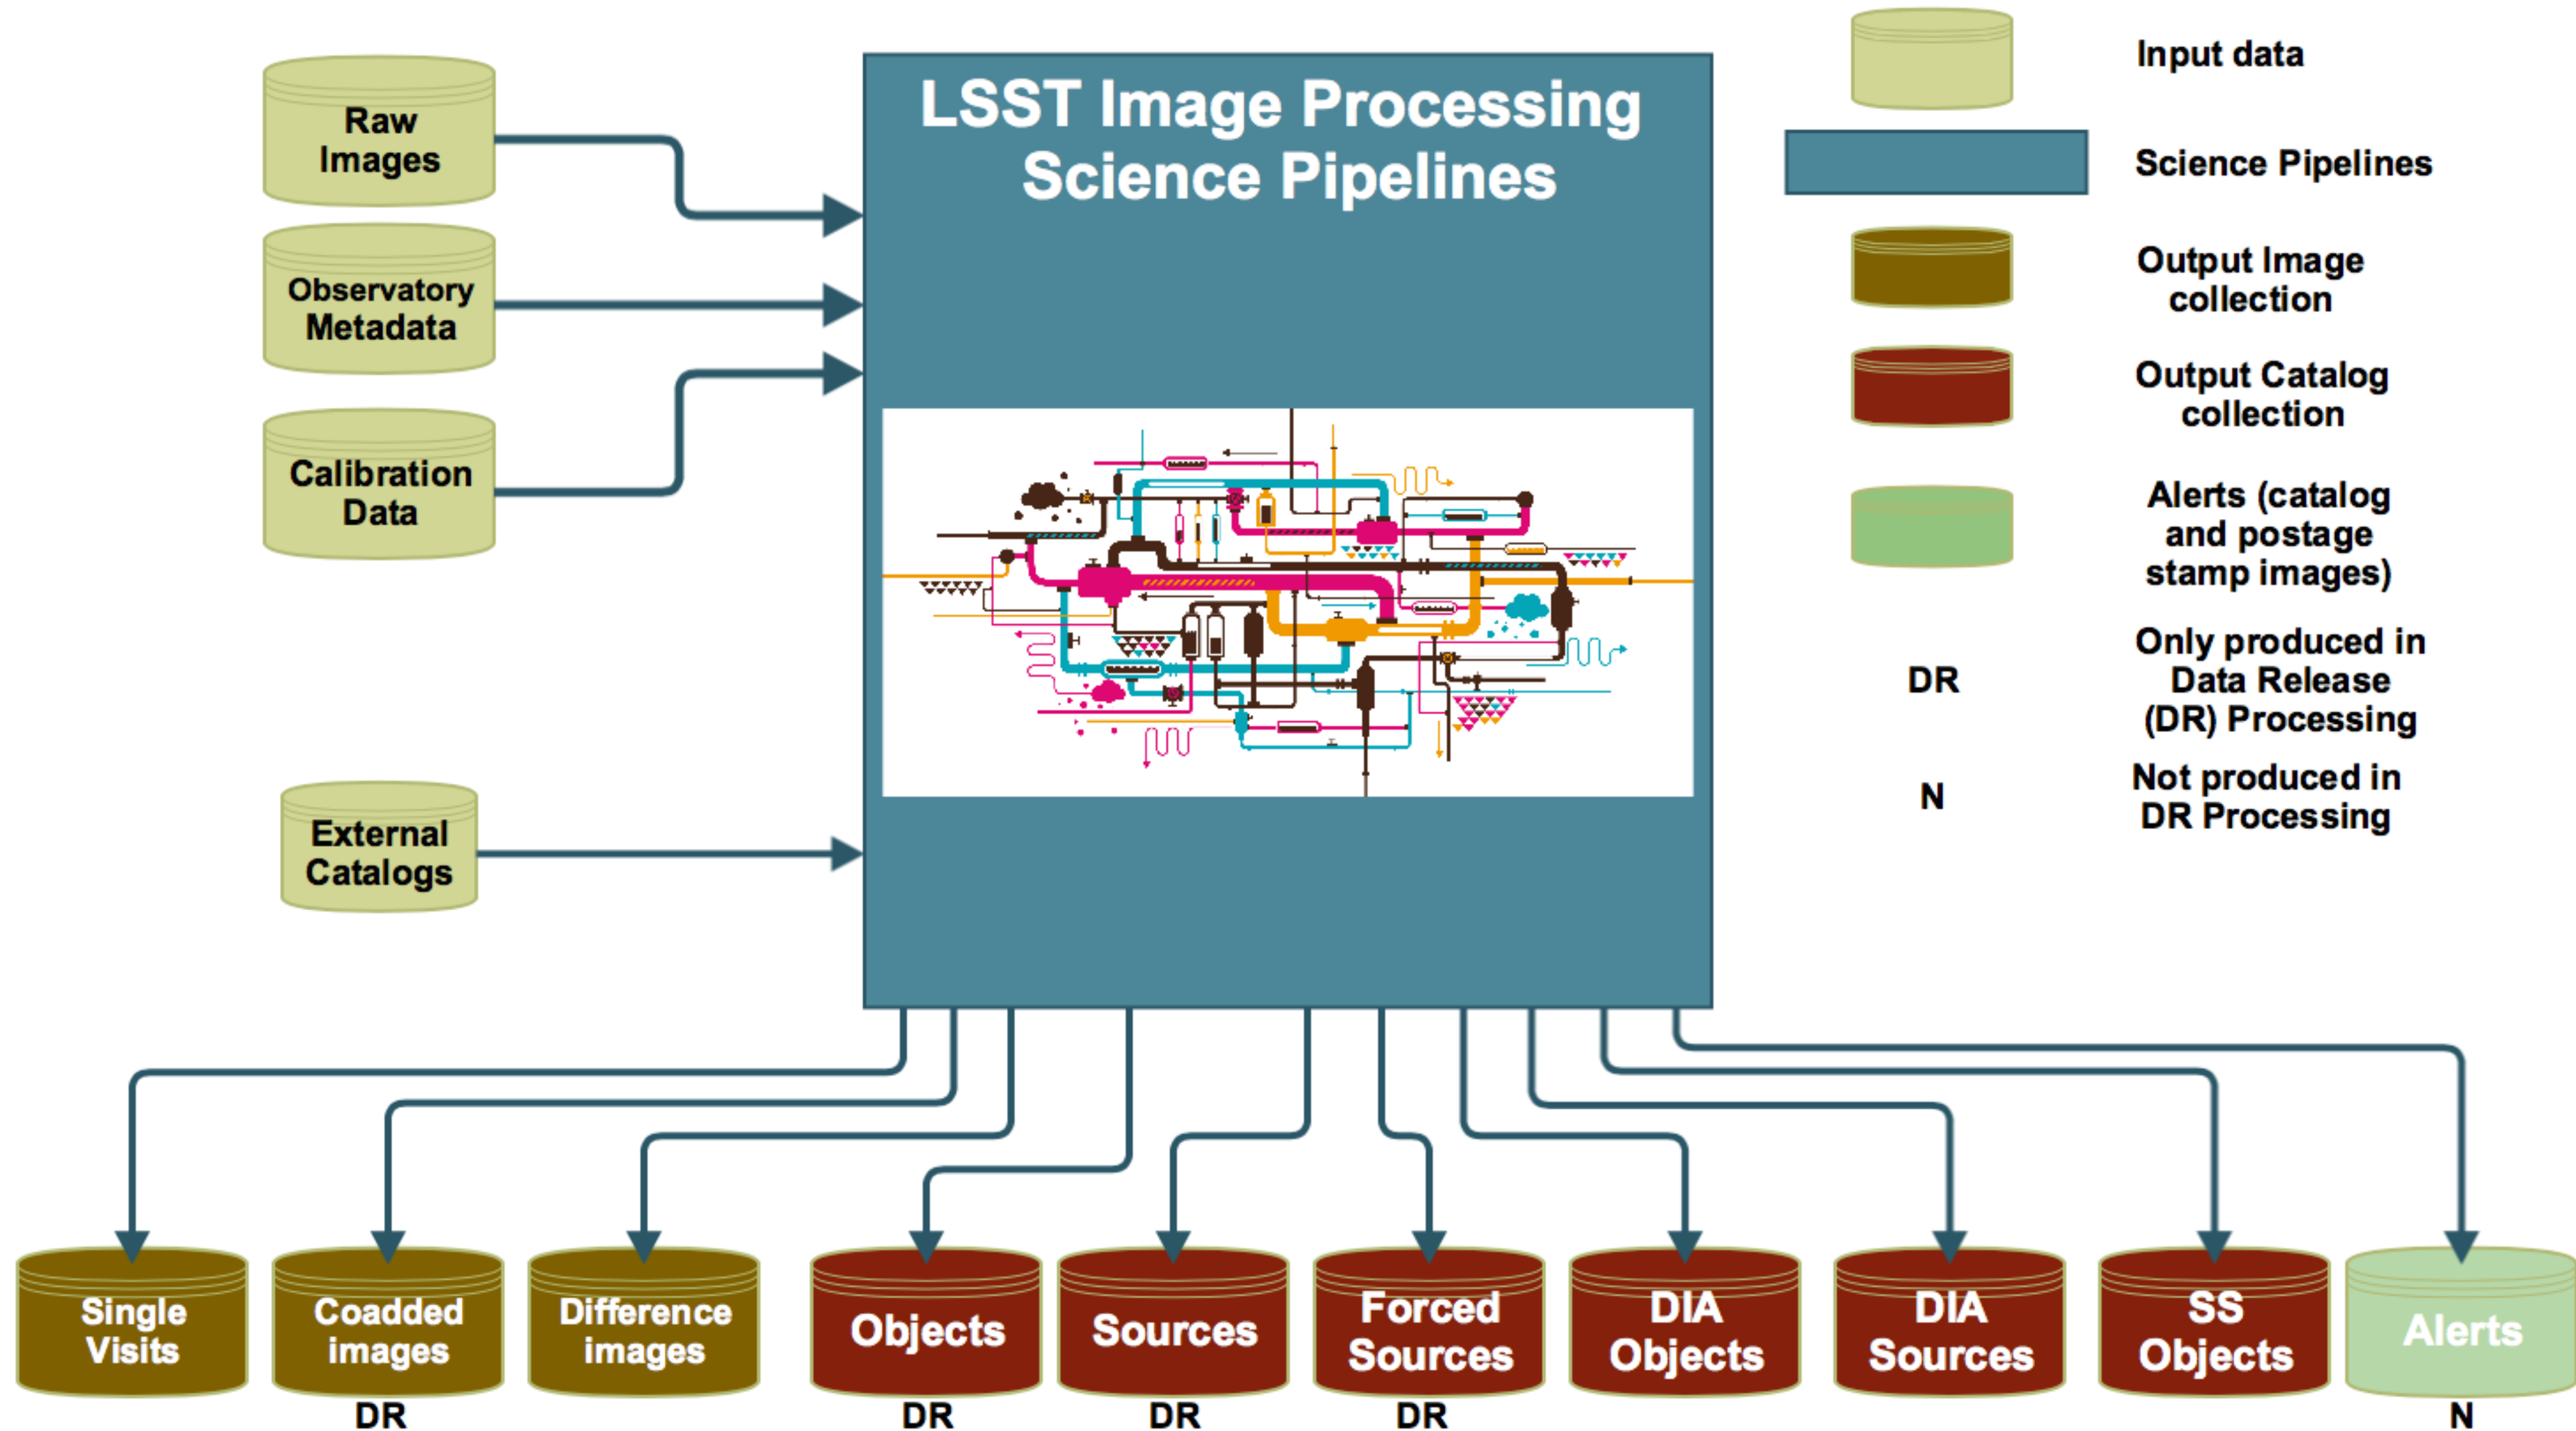 LSST Image Processing
Science Pipelines
Raw
Images
Observatory
Metadata
Calibration
Data
External
Catalogs
Input data
Science Pipelines
Output Image
collection
Output Catalog
collection
Alerts (catalog
and postage
stamp images)
DR
Only produced in
Data Release
(DR) Processing
N
Not produced in
DR Processing
Single
Visits
Coadded
images
DR
Difference
images
Objects
DR
Sources
DR
Forced
Sources
DR
DIA
Objects
DIA
Sources
SS
Objects
Alerts
N